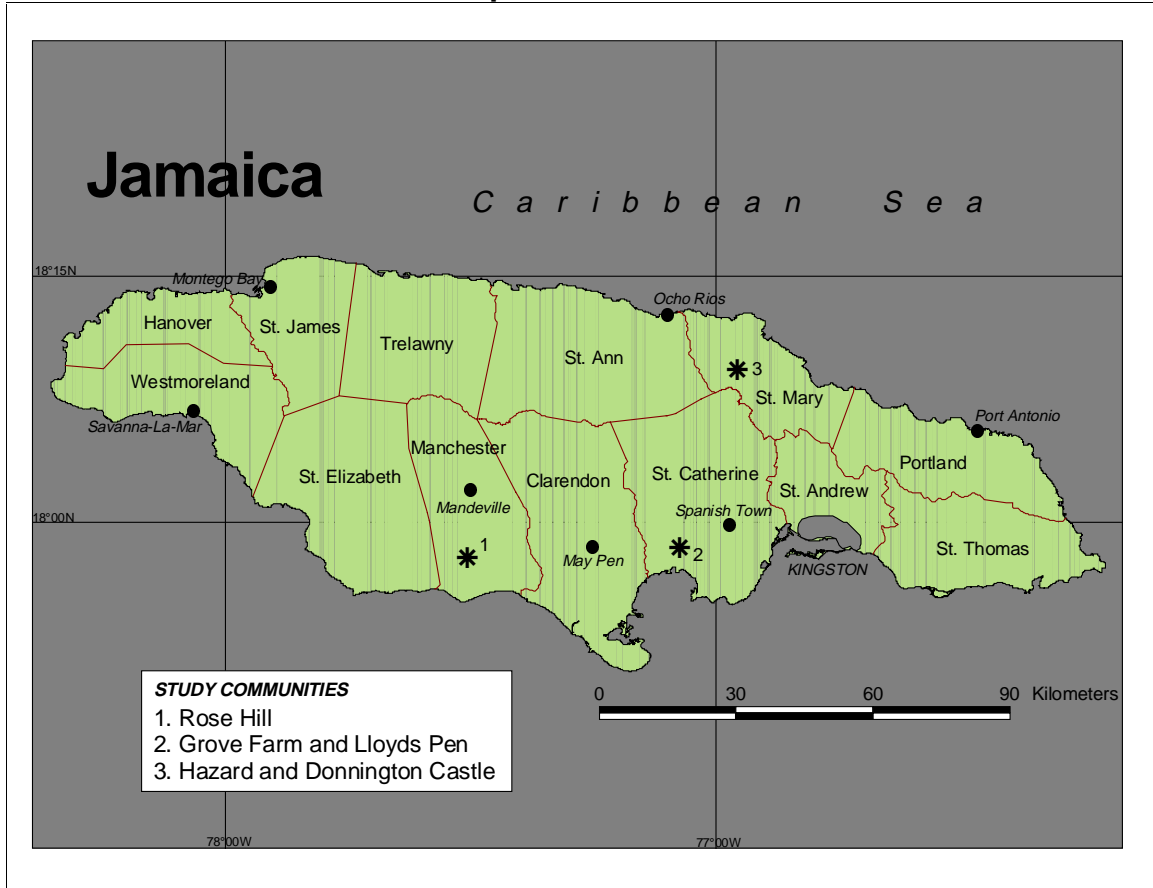 Jamaica
Caribbean Sea
18°15N
Montego Bay
Ocho Rios
Hanover
St. James
Trelawny
St. Ann
3
Westmoreland
St. Mary
Savanna-La-Mar
Port Antonio
Manchester
St. Elizabeth
Clarendon
St. Catherine
Portland
St. Andrew
Mandeville
Spanish Town
18°00N
1
2
May Pen
KINGSTON
St. Thomas
STUDY COMMUNITIES
1. Rose Hill
2. Grove Farm and Lloyds Pen
3. Hazard and Donnington Castle
0 30 60 90 Kilometers
78°00W
77°00W